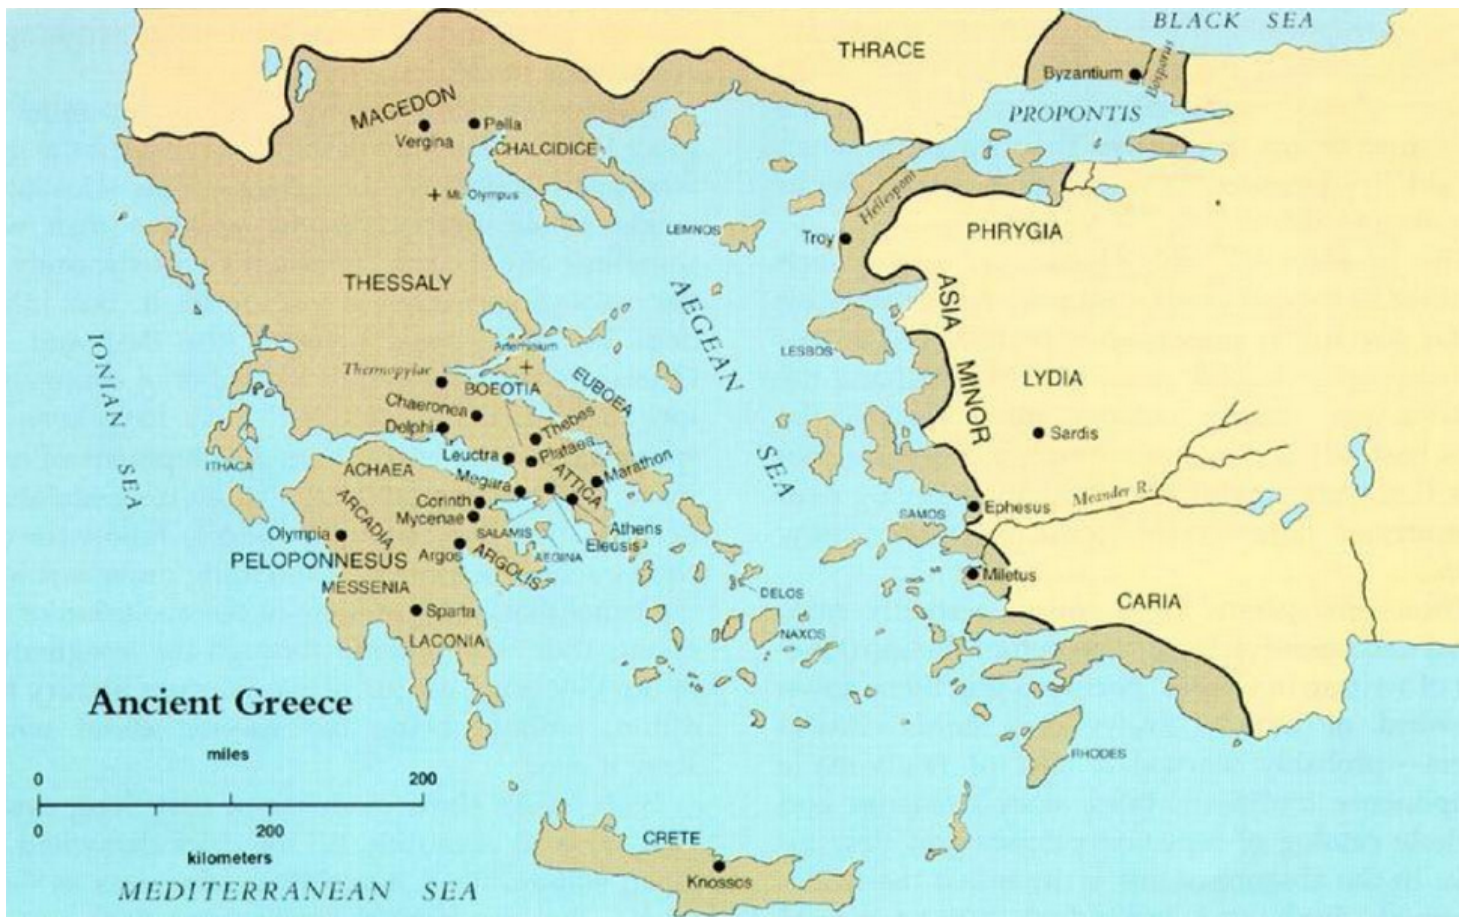 BLACK SEA
THRACE
Byzantium
Bosporus
MACEDON
PROPONTIS
Vergina
Pella
CHALCIDICE
Mt. Olympus
Hellespont
LEMNOS
Troy
PHRYGIA
THESSALY
AEGEAN
SEA
ASIA
MINOR
IONIAN
SEA
Artemisium
LESBOS
Thermopylae
BOEOTIA
EUBOEA
LYDIA
Chaeronea
Delphi
Thebes
Sardis
Leuctra
Plataea
ITHACA
ACHAEA
Megara
ATTICA
Marathon
Meander R.
Corinth
ARCADIA
Mycenae
SALAMIS
Athens
SAMOS
Ephesus
Olympia
Eleusis
PELOPONNESUS
Argos
ARGOLIS
AEGINA
Miletus
MESSENIA
DELOS
CARIA
Sparta
NAXOS
LACONIA
Ancient Greece
miles
0 200
0 200
kilometers
RHODES
CRETE
Knossos
MEDITERRANEAN SEA